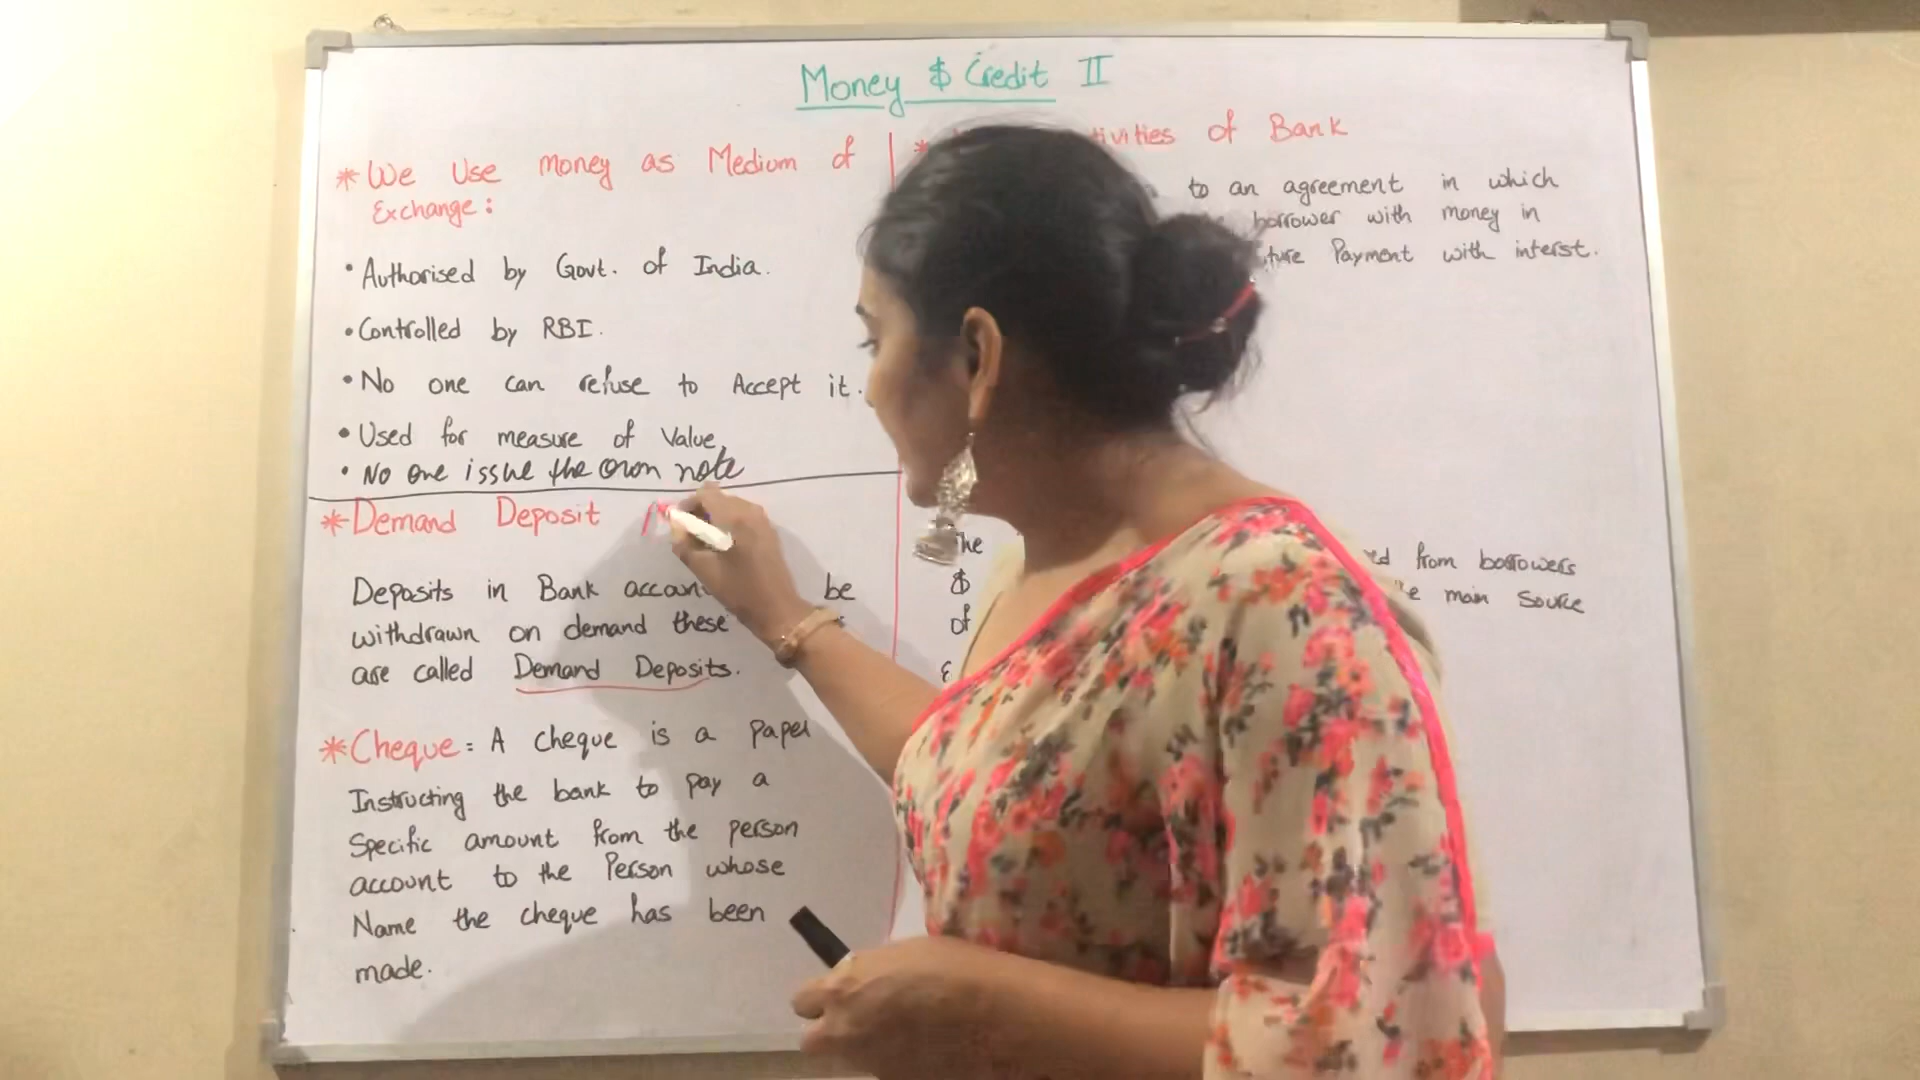 Money $ Credit II
*We Use money as Medium of
Exchange:
• Authorised by Govt. of India.
• Controlled by RBI.
• No one can refuse to Accept it.
• Used for measure of Value
• No one issue the own note
*Demand Deposit
Deposits in Bank be
withdrawn on demand these
are called Demand Deposits.
*Cheque: A cheque is a paper
Instructing the bank to pay a
Specific amount from the person
account to the Person whose
Name the cheque has been
made.
* of Bank
to an agreement in which
borrower with money in
Payment with interst.
The from borrowers
$ main Source
of